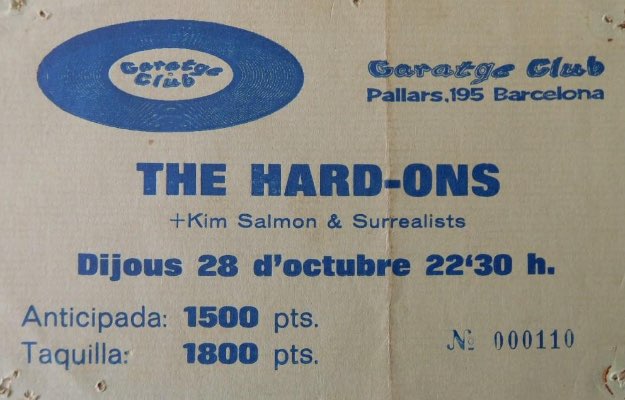 Garatge
Club
Garatge Club
Pallars,195 Barcelona
THE HARD-ONS
+Kim Salmon & Surrealists
Dijous 28 d'octubre 22'30 h.
Anticipada: 1500 pts.
Taquilla: 1800 pts.
Nº 000110